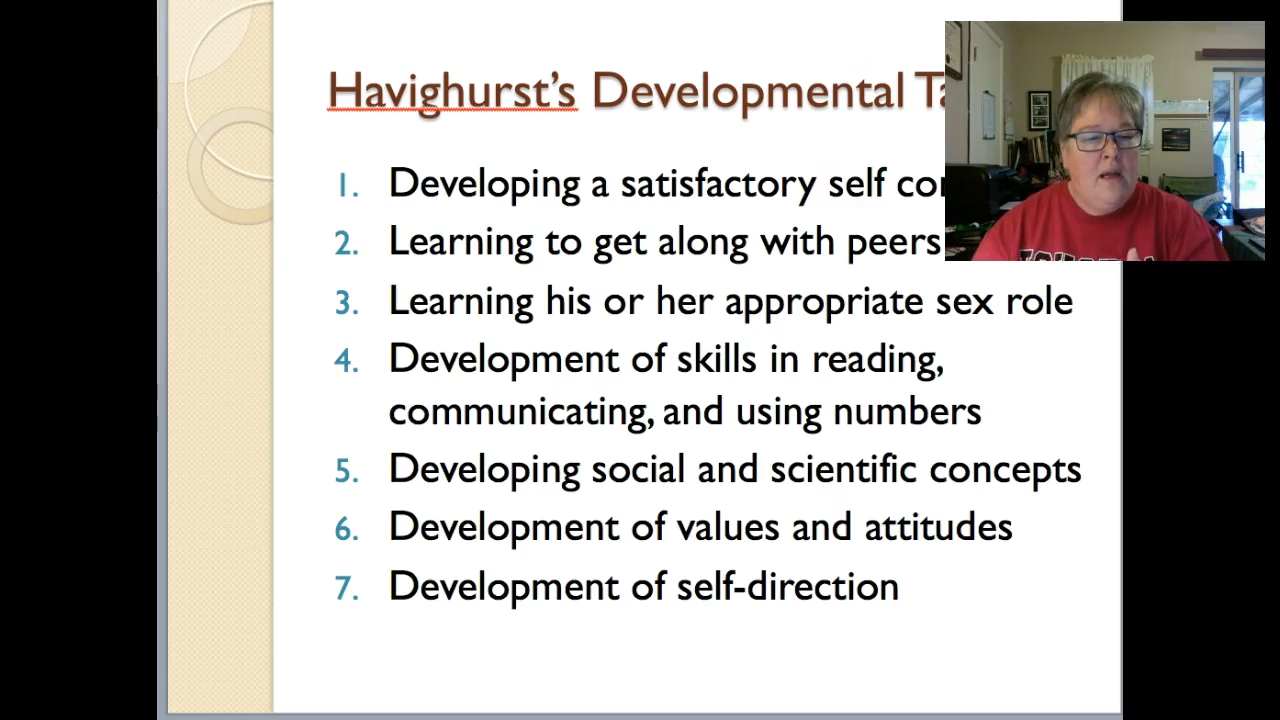 Havighurst's Developmental
1. Developing a satisfactory self
2. Learning to get along with peers
3. Learning his or her appropriate sex role
4. Development of skills in reading,
communicating, and using numbers
5. Developing social and scientific concepts
6. Development of values and attitudes
7. Development of self-direction